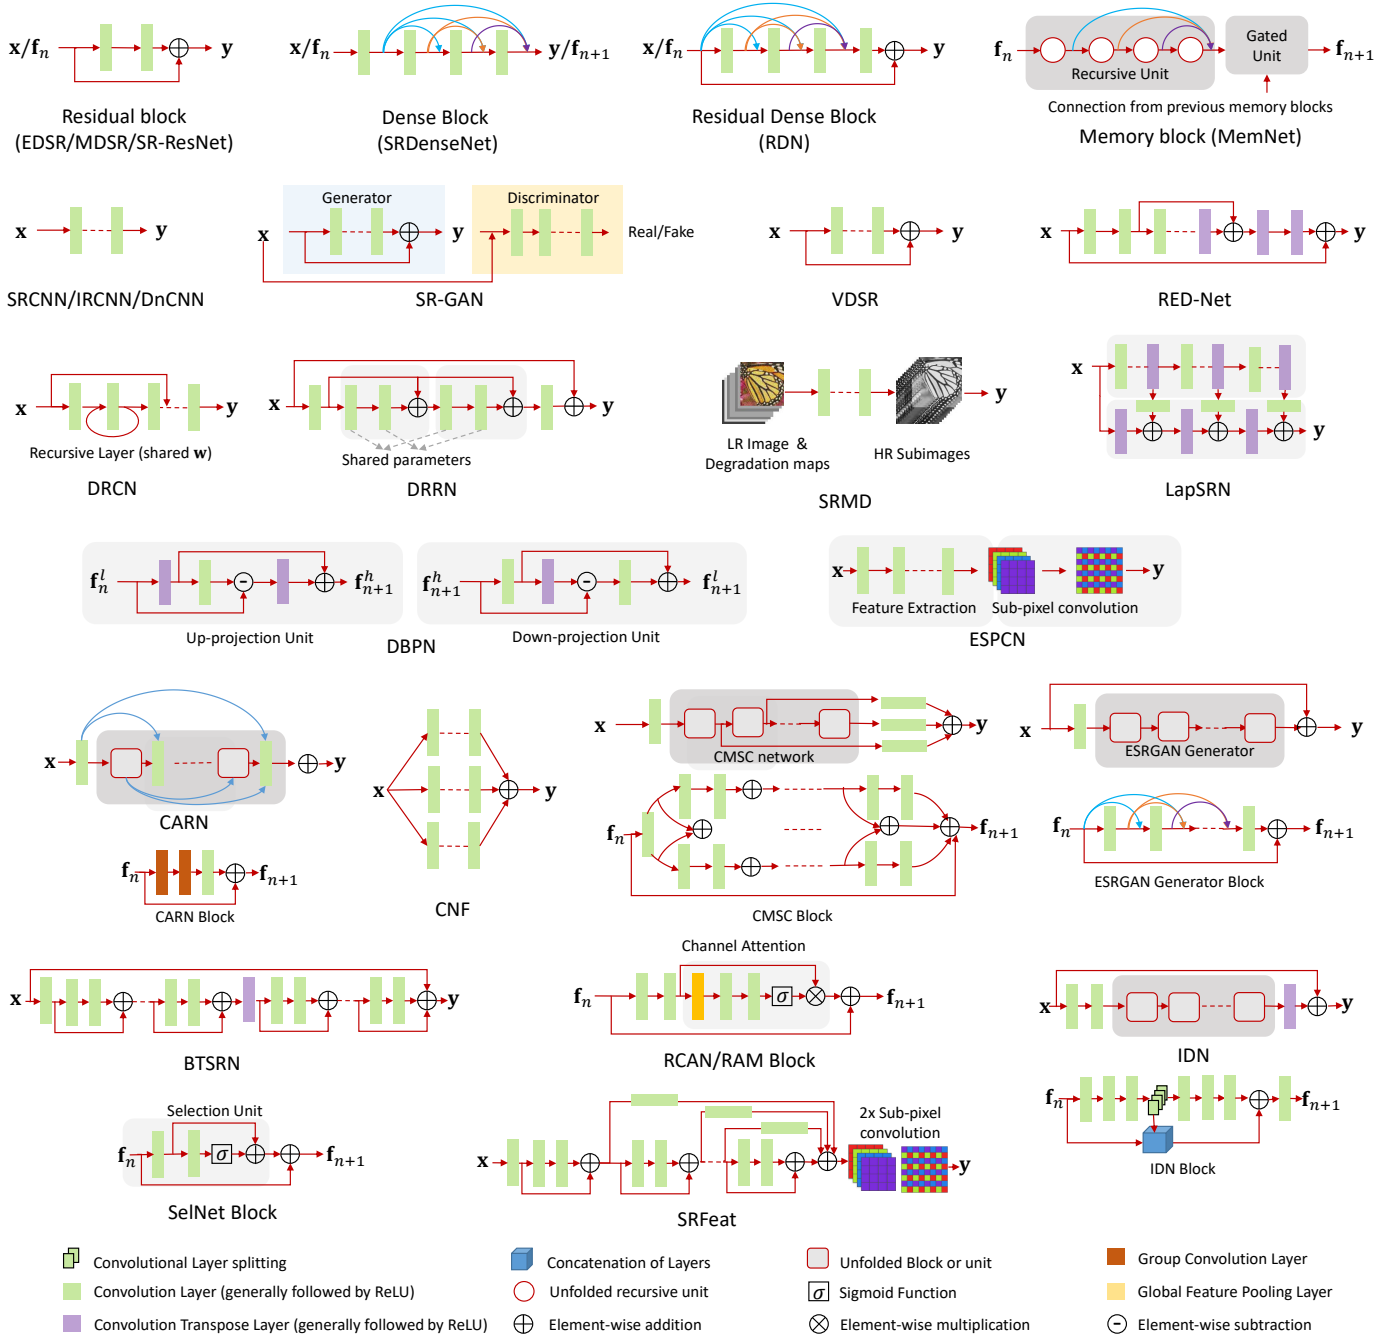 x/fₙ y
Residual block
(EDSR/MDSR/SR-ResNet)
x/fₙ y/fₙ₊₁
Dense Block
(SRDenseNet)
x/fₙ y
Residual Dense Block
(RDN)
fₙ Gated
Unit fₙ₊₁
Recursive Unit
Connection from previous memory blocks
Memory block (MemNet)
x y
SRCNN/IRCNN/DnCNN
Generator Discriminator
x y Real/Fake
SR-GAN
x y
VDSR
x y
RED-Net
x y
Recursive Layer (shared w)
DRCN
x y
Shared parameters
DRRN
y
LR Image &
Degradation maps
HR Subimages
SRMD
x
y
LapSRN
fₙˡ fₙ₊₁ʰ
Up-projection Unit
fₙ₊₁ʰ fₙ₊₁ˡ
Down-projection Unit
DBPN
x y
Feature Extraction Sub-pixel convolution
ESPCN
x y
CARN
fₙ fₙ₊₁
CARN Block
x y
CNF
x y
CMSC network
fₙ fₙ₊₁
CMSC Block
x y
ESRGAN Generator
fₙ fₙ₊₁
ESRGAN Generator Block
x y
BTSRN
Channel Attention
fₙ σ fₙ₊₁
RCAN/RAM Block
x y
IDN
fₙ fₙ₊₁
IDN Block
Selection Unit
fₙ σ fₙ₊₁
SelNet Block
2x Sub-pixel
convolution
x y
SRFeat
Convolutional Layer splitting
Concatenation of Layers
Unfolded Block or unit
Group Convolution Layer
Convolution Layer (generally followed by ReLU)
Unfolded recursive unit
σ Sigmoid Function
Global Feature Pooling Layer
Convolution Transpose Layer (generally followed by ReLU)
Element-wise addition
Element-wise multiplication
Element-wise subtraction